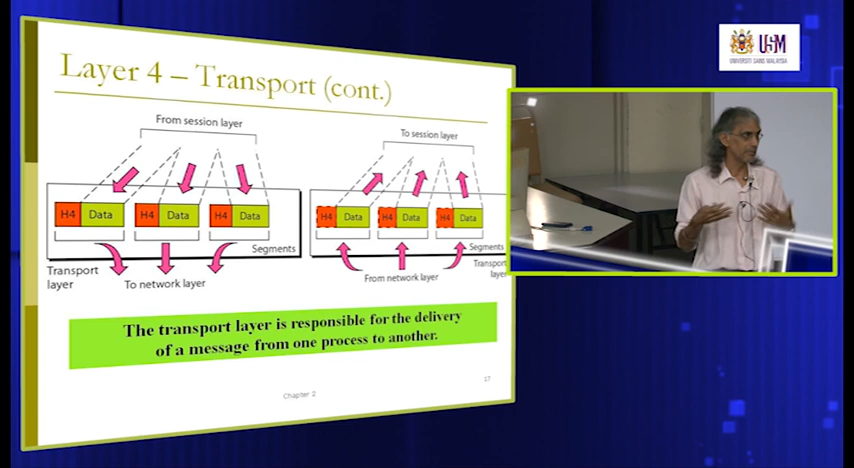 Layer 4 – Transport (cont.)
From session layer
To session layer
H4 Data H4 Data H4 Data
H4 Data H4 Data H4 Data
Segments
Segments
Transport
layer
To network layer
From network layer
Transport
layer
The transport layer is responsible for the delivery
of a message from one process to another.
Chapter 2
17
USM
UNIVERSITI SAINS MALAYSIA